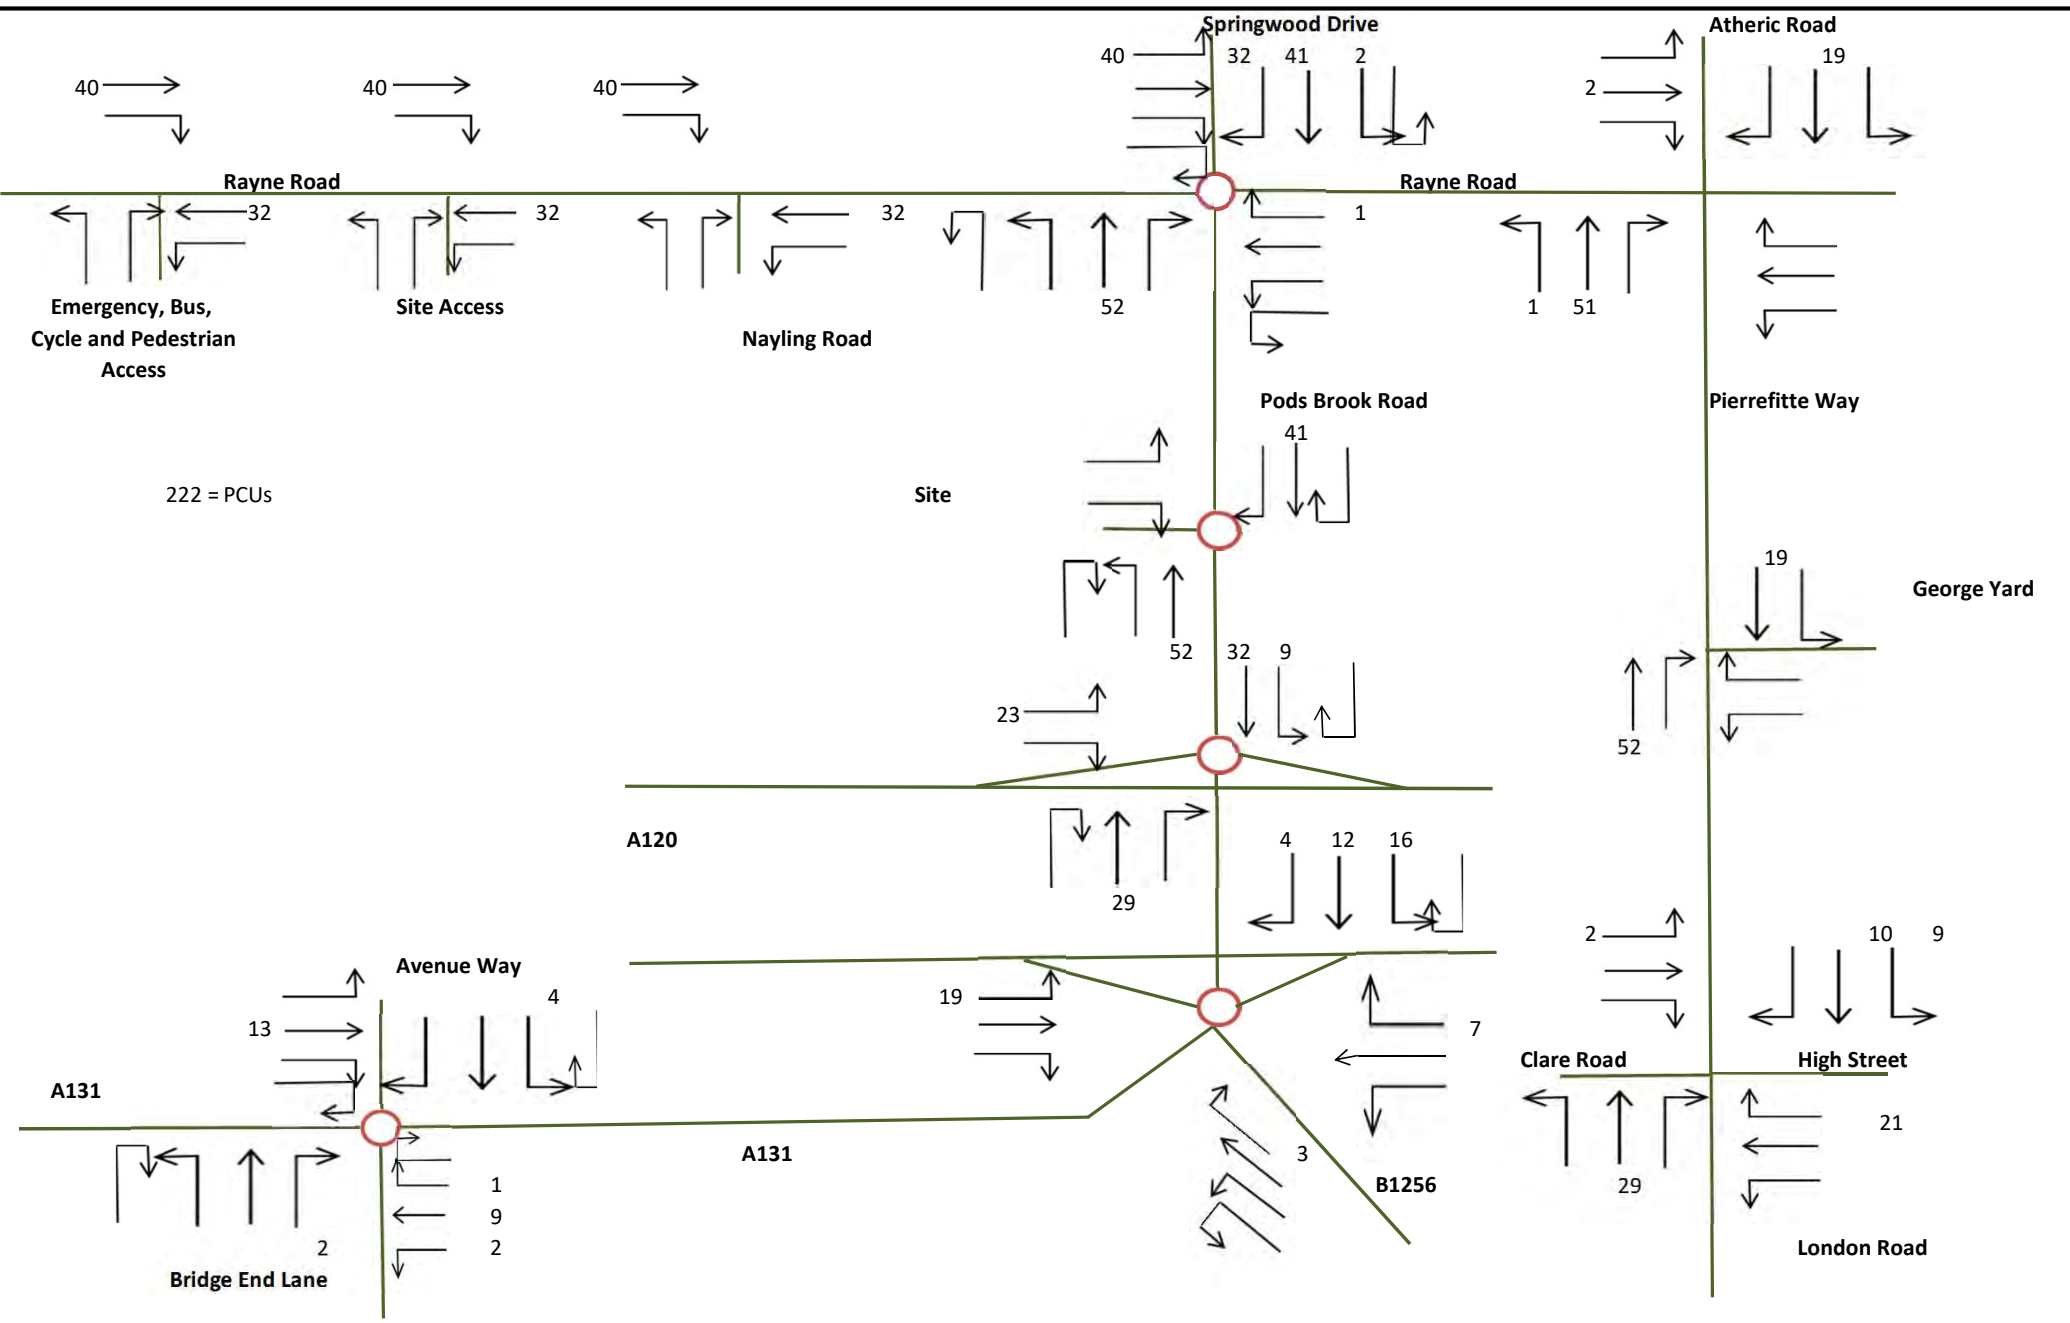 Springwood Drive
Atheric Road
40
40
40
40
32
41
2
2
19
Rayne Road
Rayne Road
32
32
32
1
Emergency, Bus,
Cycle and Pedestrian
Access
Site Access
Nayling Road
52
1
51
Pods Brook Road
Pierrefitte Way
41
222 = PCUs
Site
19
George Yard
52
32
9
23
52
A120
4
12
16
29
2
10
9
Avenue Way
4
19
13
7
A131
Clare Road
High Street
21
A131
3
B1256
29
1
9
2
2
Bridge End Lane
London Road